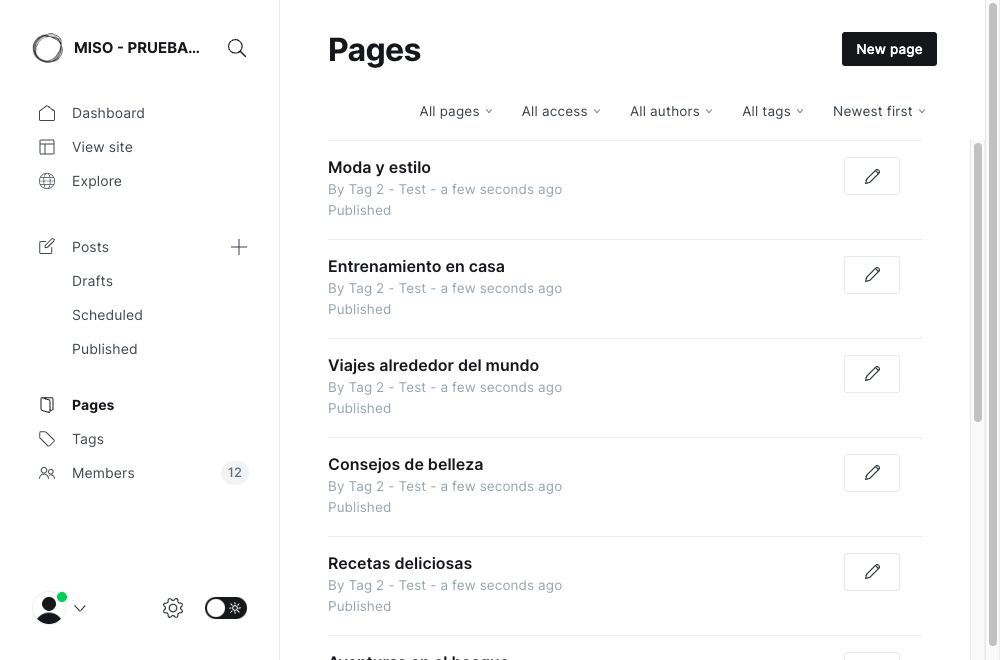 MISO - PRUEBA...
Dashboard
View site
Explore
Posts
Drafts
Scheduled
Published
Pages
Tags
Members
12
Pages
New page
All pages
All access
All authors
All tags
Newest first
Moda y estilo
By Tag 2 - Test - a few seconds ago
Published
Entrenamiento en casa
By Tag 2 - Test - a few seconds ago
Published
Viajes alrededor del mundo
By Tag 2 - Test - a few seconds ago
Published
Consejos de belleza
By Tag 2 - Test - a few seconds ago
Published
Recetas deliciosas
By Tag 2 - Test - a few seconds ago
Published
Aventuras en el bosque